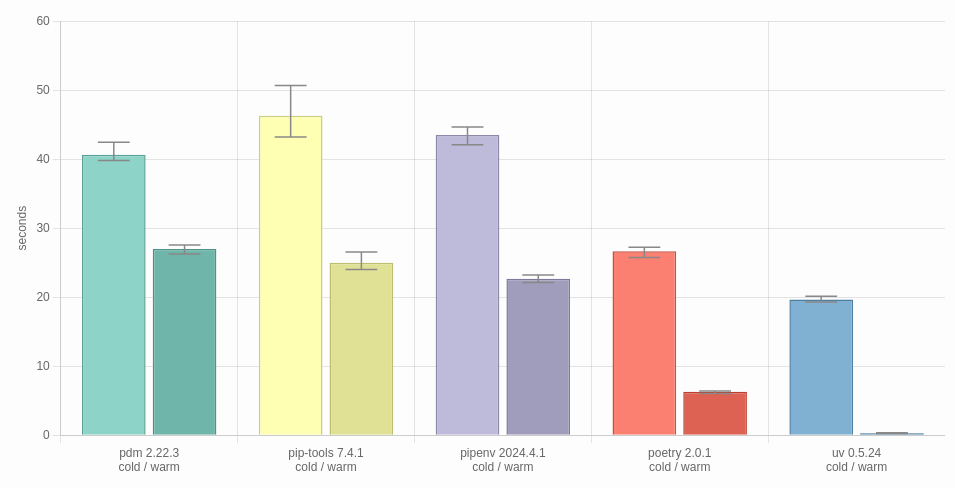 60
50
40
30
20
10
0
seconds
pdm 2.22.3
cold / warm
pip-tools 7.4.1
cold / warm
pipenv 2024.4.1
cold / warm
poetry 2.0.1
cold / warm
uv 0.5.24
cold / warm